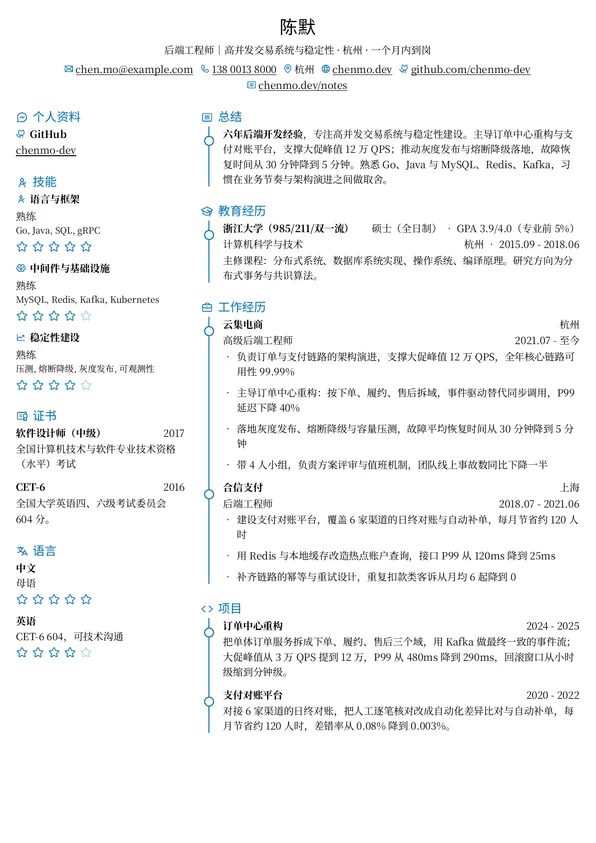 陈默
后端工程师｜高并发交易系统与稳定性 · 杭州 · 一个月内到岗
chen.mo@example.com 138 0013 8000 杭州 chenmo.dev github.com/chenmo-dev
chenmo.dev/notes
个人资料
GitHub
chenmo-dev
技能
语言与框架
熟练
Go, Java, SQL, gRPC
中间件与基础设施
熟练
MySQL, Redis, Kafka, Kubernetes
稳定性建设
熟练
压测, 熔断降级, 灰度发布, 可观测性
证书
软件设计师（中级） 2017
全国计算机技术与软件专业技术资格
（水平）考试
CET-6 2016
全国大学英语四、六级考试委员会
604 分。
语言
中文
母语
英语
CET-6 604，可技术沟通
总结
六年后端开发经验，专注高并发交易系统与稳定性建设。主导订单中心重构与支
付对账平台，支撑大促峰值 12 万 QPS；推动灰度发布与熔断降级落地，故障恢
复时间从 30 分钟降到 5 分钟。熟悉 Go、Java 与 MySQL、Redis、Kafka，习
惯在业务节奏与架构演进之间做取舍。
教育经历
浙江大学（985/211/双一流） 硕士（全日制） · GPA 3.9/4.0（专业前 5%）
计算机科学与技术 杭州 · 2015.09 - 2018.06
主修课程：分布式系统、数据库系统实现、操作系统、编译原理。研究方向为分
布式事务与共识算法。
工作经历
云集电商 杭州
高级后端工程师 2021.07 - 至今
· 负责订单与支付链路的架构演进，支撑大促峰值 12 万 QPS，全年核心链路可
用性 99.99%
· 主导订单中心重构：按下单、履约、售后拆域，事件驱动替代同步调用，P99
延迟下降 40%
· 落地灰度发布、熔断降级与容量压测，故障平均恢复时间从 30 分钟降到 5 分
钟
· 带 4 人小组，负责方案评审与值班机制，团队线上事故数同比下降一半
合信支付 上海
后端工程师 2018.07 - 2021.06
· 建设支付对账平台，覆盖 6 家渠道的日终对账与自动补单，每月节省约 120 人
时
· 用 Redis 与本地缓存改造热点账户查询，接口 P99 从 120ms 降到 25ms
· 补齐链路的幂等与重试设计，重复扣款类客诉从月均 6 起降到 0
项目
订单中心重构 2024 - 2025
把单体订单服务拆成下单、履约、售后三个域，用 Kafka 做最终一致的事件流；
大促峰值从 3 万 QPS 提到 12 万，P99 从 480ms 降到 290ms，回滚窗口从小时
级缩到分钟级。
支付对账平台 2020 - 2022
对接 6 家渠道的日终对账，把人工逐笔核对改成自动化差异比对与自动补单，每
月节省约 120 人时，差错率从 0.08% 降到 0.003%。